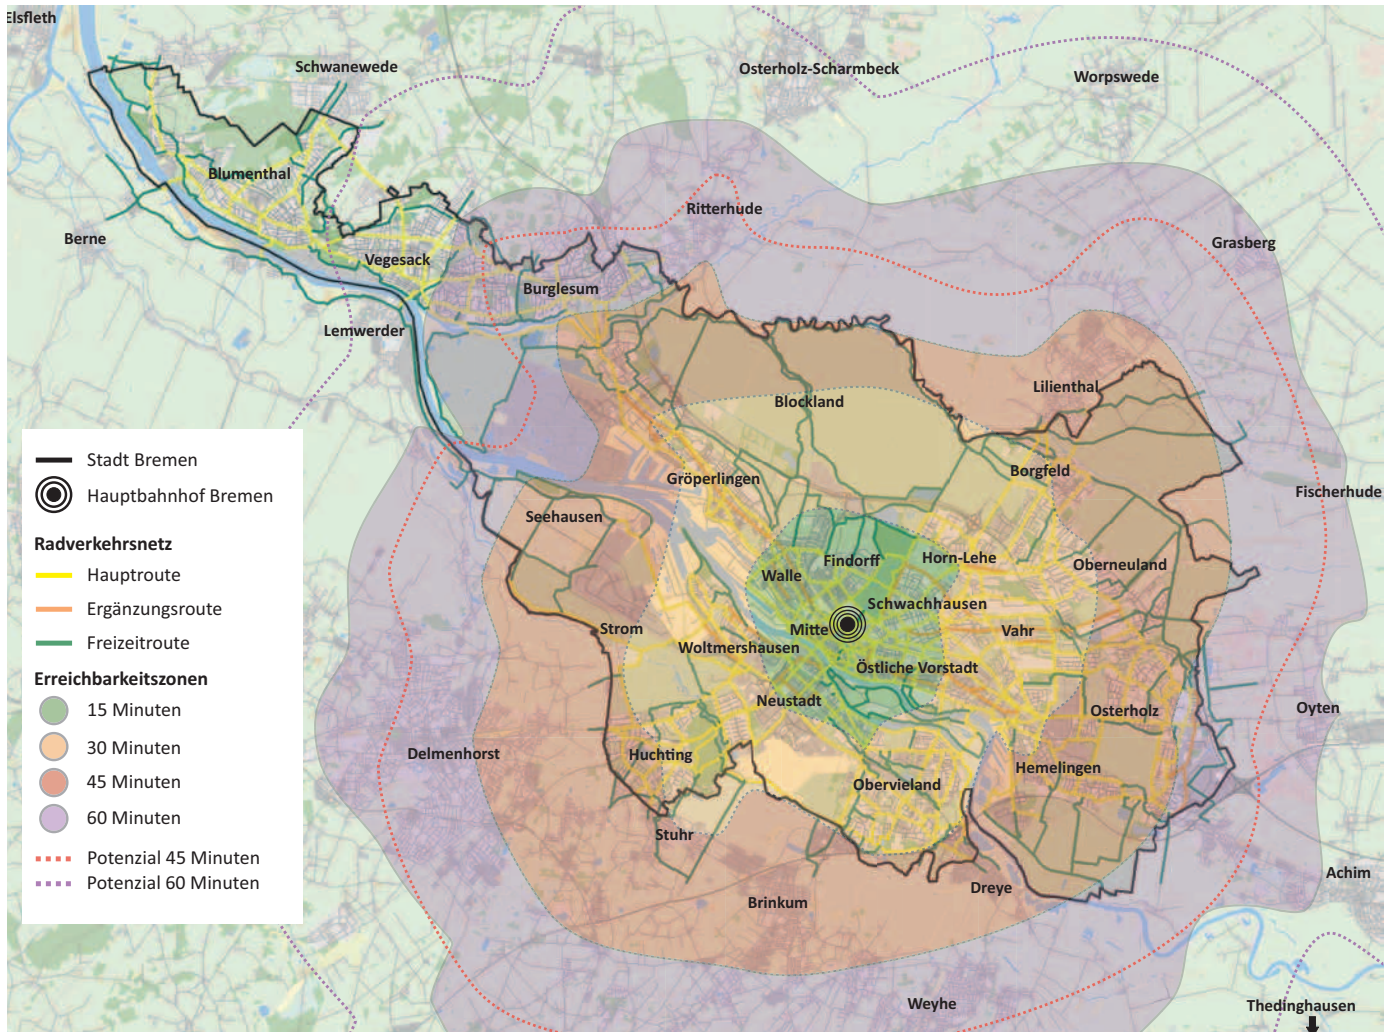 Elsfleth
Schwanewede
Osterholz-Scharmbeck
Worpswede
Blumenthal
Ritterhude
Berne
Grasberg
Vegesack
Burglesum
Lemwerder
Lilienthal
Blockland
Borgfeld
Gröperlingen
Fischerhude
Seehausen
Findorff
Horn-Lehe
Oberneuland
Walle
Schwachhausen
Strom
Mitte
Vahr
Woltmershausen
Östliche Vorstadt
Neustadt
Osterholz
Oyten
Delmenhorst
Huchting
Hemelingen
Obervieland
Stuhr
Achim
Dreye
Brinkum
Weyhe
Thedinghausen
Stadt Bremen
Hauptbahnhof Bremen
Radverkehrsnetz
Hauptroute
Ergänzungsroute
Freizeitroute
Erreichbarkeitszonen
15 Minuten
30 Minuten
45 Minuten
60 Minuten
Potenzial 45 Minuten
Potenzial 60 Minuten